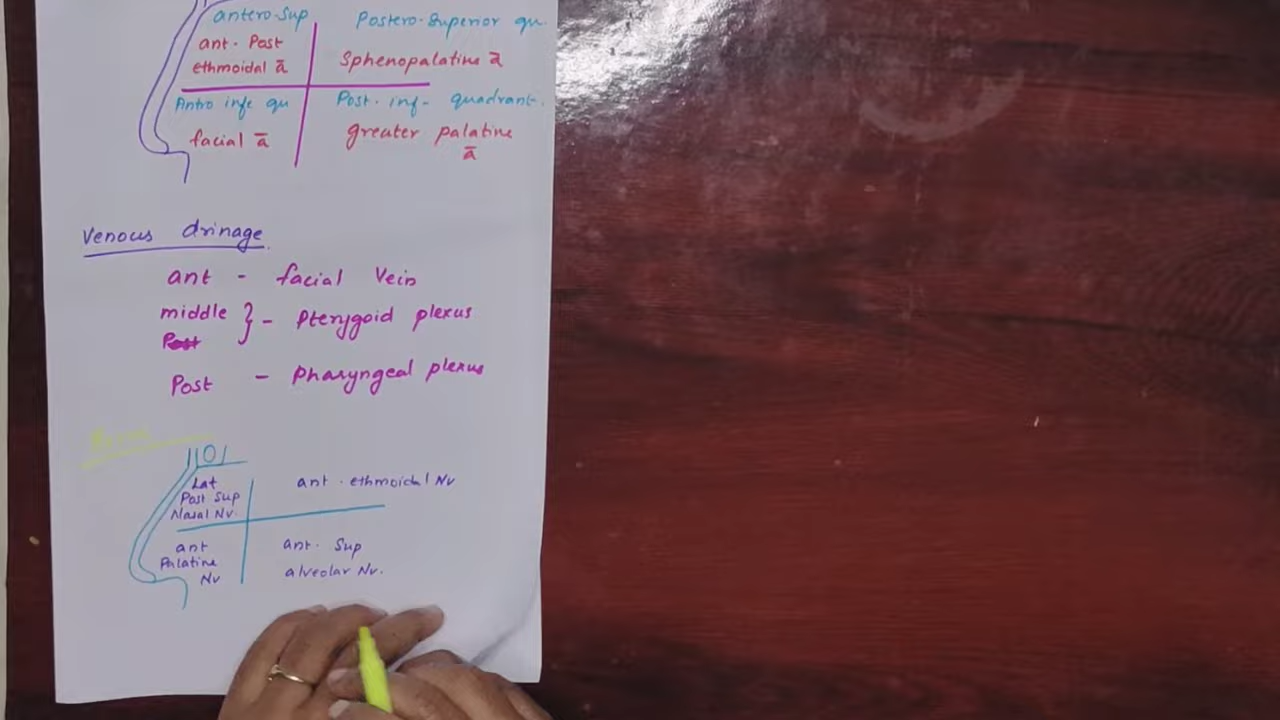 antero-Sup Postero-Superior qu.
ant. Post
ethmoidal ā Sphenopalatine ā
Antro infe qu Post. inf- quadrant.
facial ā greater palatine
ā
Venous drinage
ant - facial Vein
middle } - Pterygoid plexus
Post - Pharyngeal plexus
Lat
Post Sup
Nasal Nv. ant. ethmoidal Nv
ant
Palatine
Nv ant. Sup
alveolar Nv.